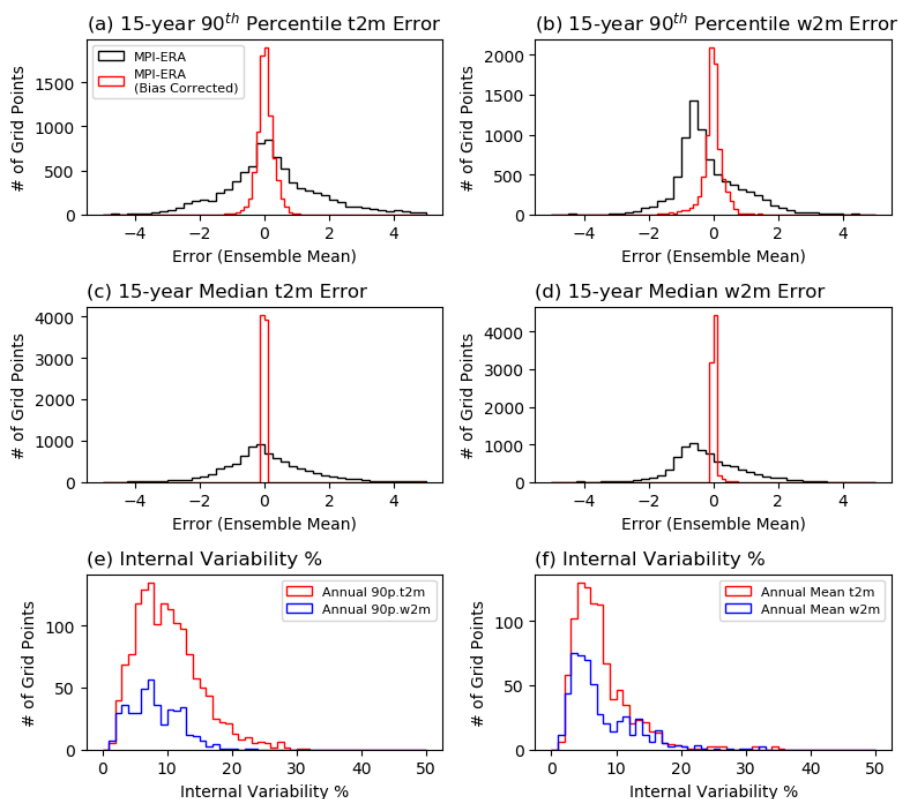 (a) 15-year 90th Percentile t2m Error
MPI-ERA
MPI-ERA
(Bias Corrected)
# of Grid Points
1500
1000
500
0
−4 −2 0 2 4
Error (Ensemble Mean)
(b) 15-year 90th Percentile w2m Error
# of Grid Points
2000
1500
1000
500
0
−4 −2 0 2 4
Error (Ensemble Mean)
(c) 15-year Median t2m Error
# of Grid Points
4000
3000
2000
1000
0
−4 −2 0 2 4
Error (Ensemble Mean)
(d) 15-year Median w2m Error
# of Grid Points
4000
3000
2000
1000
0
−4 −2 0 2 4
Error (Ensemble Mean)
(e) Internal Variability %
Annual 90p.t2m
Annual 90p.w2m
# of Grid Points
100
50
0
0 10 20 30 40 50
Internal Variability %
(f) Internal Variability %
Annual Mean t2m
Annual Mean w2m
# of Grid Points
100
50
0
0 10 20 30 40 50
Internal Variability %